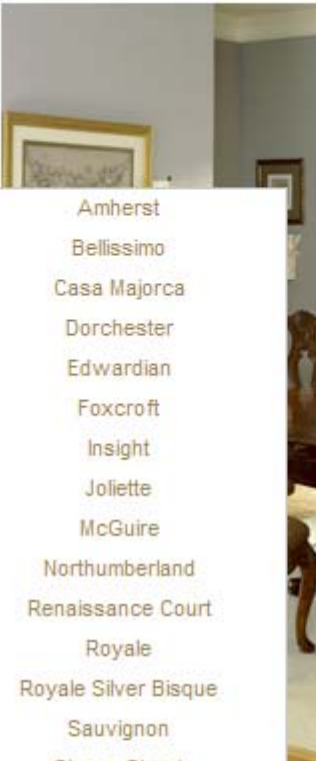 Amherst
Bellissimo
Casa Majorca
Dorchester
Edwardian
Foxcroft
Insight
Joliette
McGuire
Northumberland
Renaissance Court
Royale
Royale Silver Bisque
Sauvignon